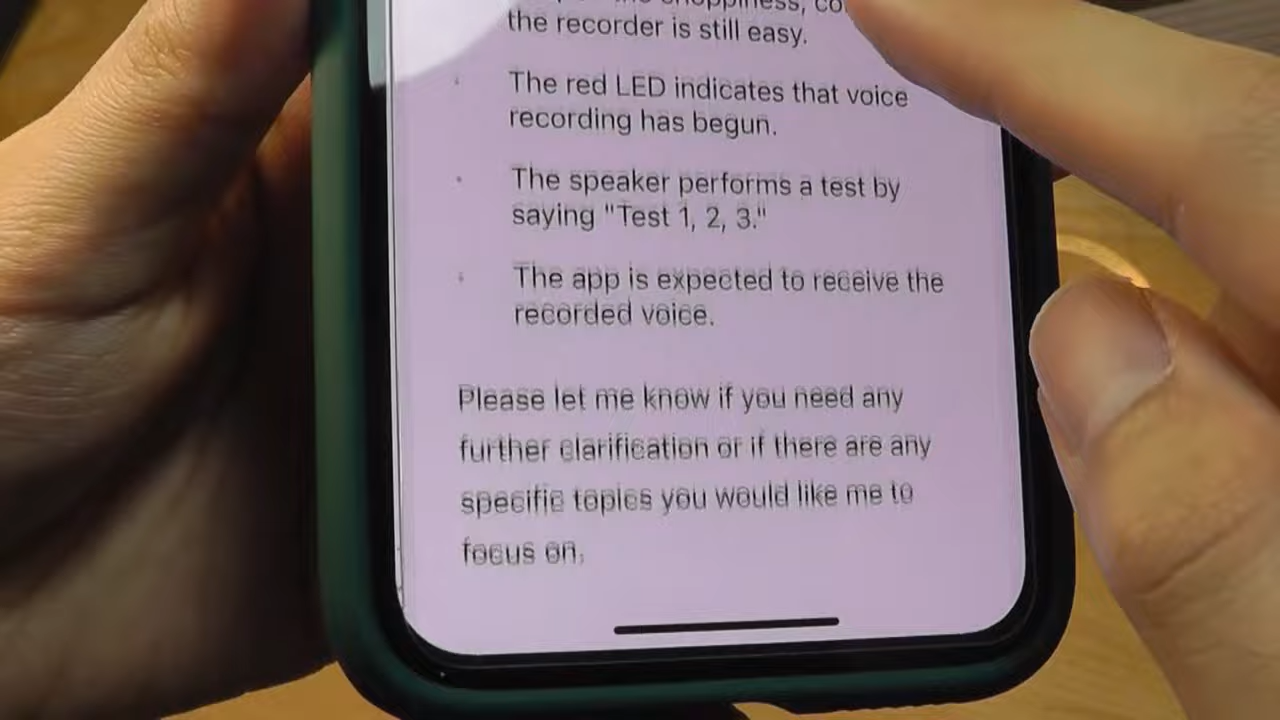 the choppiness, co
the recorder is still easy.
The red LED indicates that voice
recording has begun.
The speaker performs a test by
saying "Test 1, 2, 3."
The app is expected to receive the
recorded voice.
Please let me know if you need any
further clarification or if there are any
specific topics you would like me to
focus on.